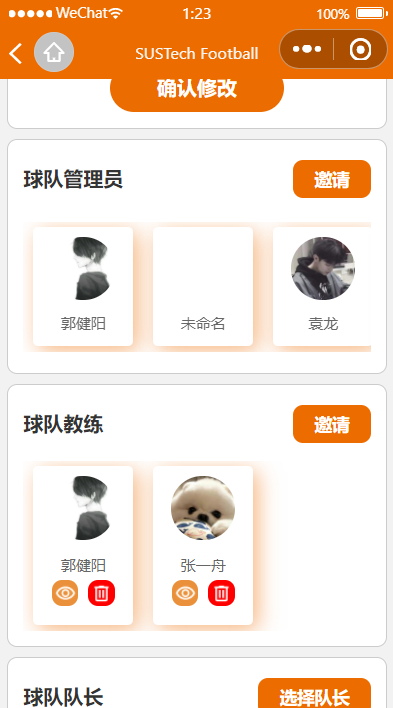 WeChat
1:23
100%
SUSTech Football
确认修改
球队管理员
邀请
郭健阳
未命名
袁龙
球队教练
邀请
郭健阳
张一舟
球队队长
选择队长